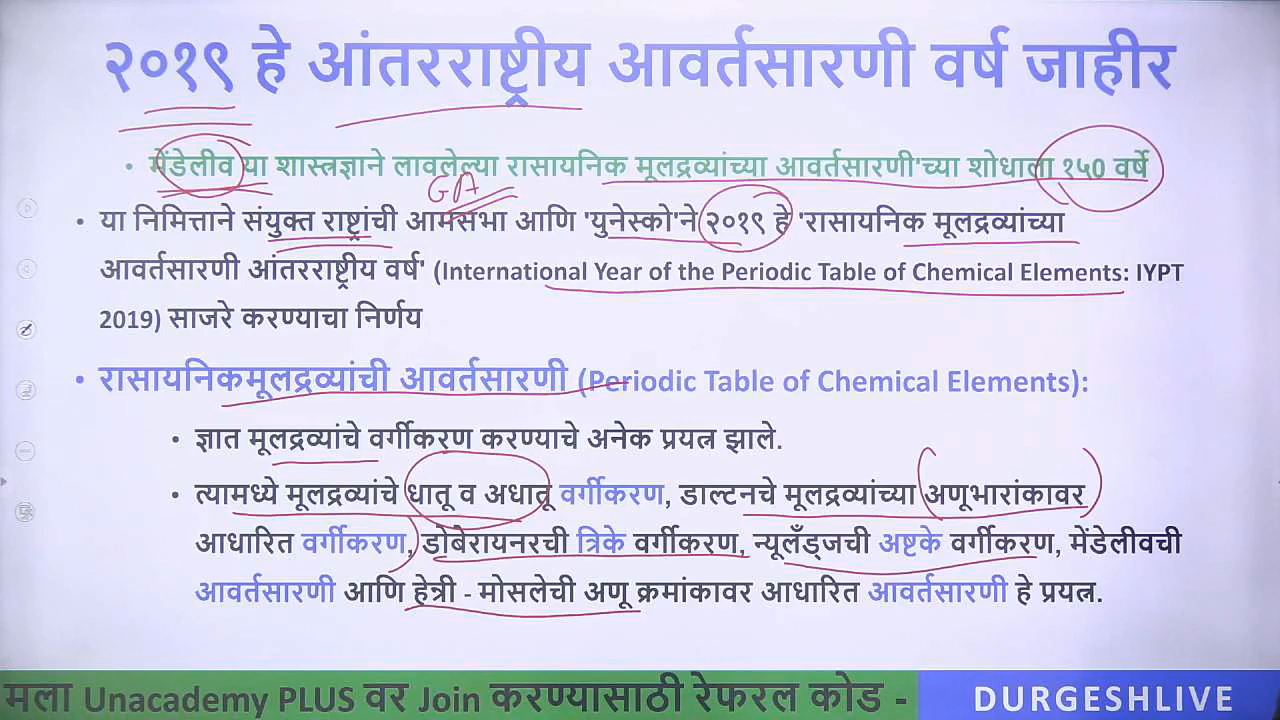 २०१९ हे आंतरराष्ट्रीय आवर्तसारणी वर्ष जाहीर
• मेंडेलीव या शास्त्रज्ञाने लावलेल्या रासायनिक मूलद्रव्यांच्या आवर्तसारणी'च्या शोधाला १५० वर्षे
GA
• या निमित्ताने संयुक्त राष्ट्रांची आमसभा आणि 'युनेस्को'ने २०१९ हे 'रासायनिक मूलद्रव्यांच्या
आवर्तसारणी आंतरराष्ट्रीय वर्ष' (International Year of the Periodic Table of Chemical Elements: IYPT
2019) साजरे करण्याचा निर्णय
• रासायनिकमूलद्रव्यांची आवर्तसारणी (Periodic Table of Chemical Elements):
• ज्ञात मूलद्रव्यांचे वर्गीकरण करण्याचे अनेक प्रयत्न झाले.
• त्यामध्ये मूलद्रव्यांचे धातू व अधातू वर्गीकरण, डाल्टनचे मूलद्रव्यांच्या अणूभारांकावर
आधारित वर्गीकरण, डोबेरायनरची त्रिके वर्गीकरण, न्यूलँड्जची अष्टके वर्गीकरण, मेंडेलीवची
आवर्तसारणी आणि हेन्री - मोसलेची अणू क्रमांकावर आधारित आवर्तसारणी हे प्रयत्न.
मला Unacademy PLUS वर Join करण्यासाठी रेफरल कोड - DURGESHLIVE